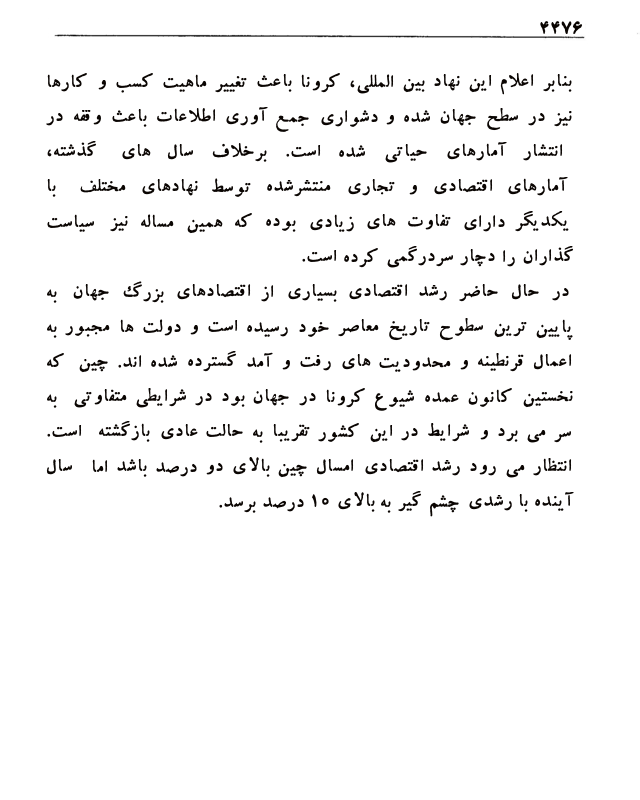 ۴۴۷۶
بنابر اعلام این نهاد بین المللی، کرونا باعث تغییر ماهیت کسب و کارها
نیز در سطح جهان شده و دشواری جمع آوری اطلاعات باعث وقفه در
انتشار آمارهای حیاتی شده است. برخلاف سال های گذشته،
آمارهای اقتصادی و تجاری منتشرشده توسط نهادهای مختلف با
یکدیگر دارای تفاوت های زیادی بوده که همین مساله نیز سیاست
گذاران را دچار سردرگمی کرده است.
در حال حاضر رشد اقتصادی بسیاری از اقتصادهای بزرگ جهان به
پایین ترین سطوح تاریخ معاصر خود رسیده است و دولت ها مجبور به
اعمال قرنطینه و محدودیت های رفت و آمد گسترده شده اند. چین که
نخستین کانون عمده شیوع کرونا در جهان بود در شرایطی متفاوتی به
سر می برد و شرایط در این کشور تقریبا به حالت عادی بازگشته است.
انتظار می رود رشد اقتصادی امسال چین بالای دو درصد باشد اما سال
آینده با رشدی چشم گیر به بالای ۱۵ درصد برسد.